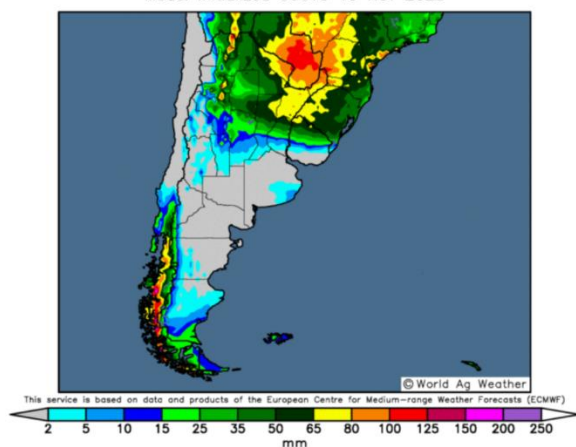 © World Ag Weather
This service is based on data and products of the European Centre for Medium-range Weather Forecasts (ECMWF)
2 5 10 15 25 35 50 65 80 100 125 150 200 250
mm